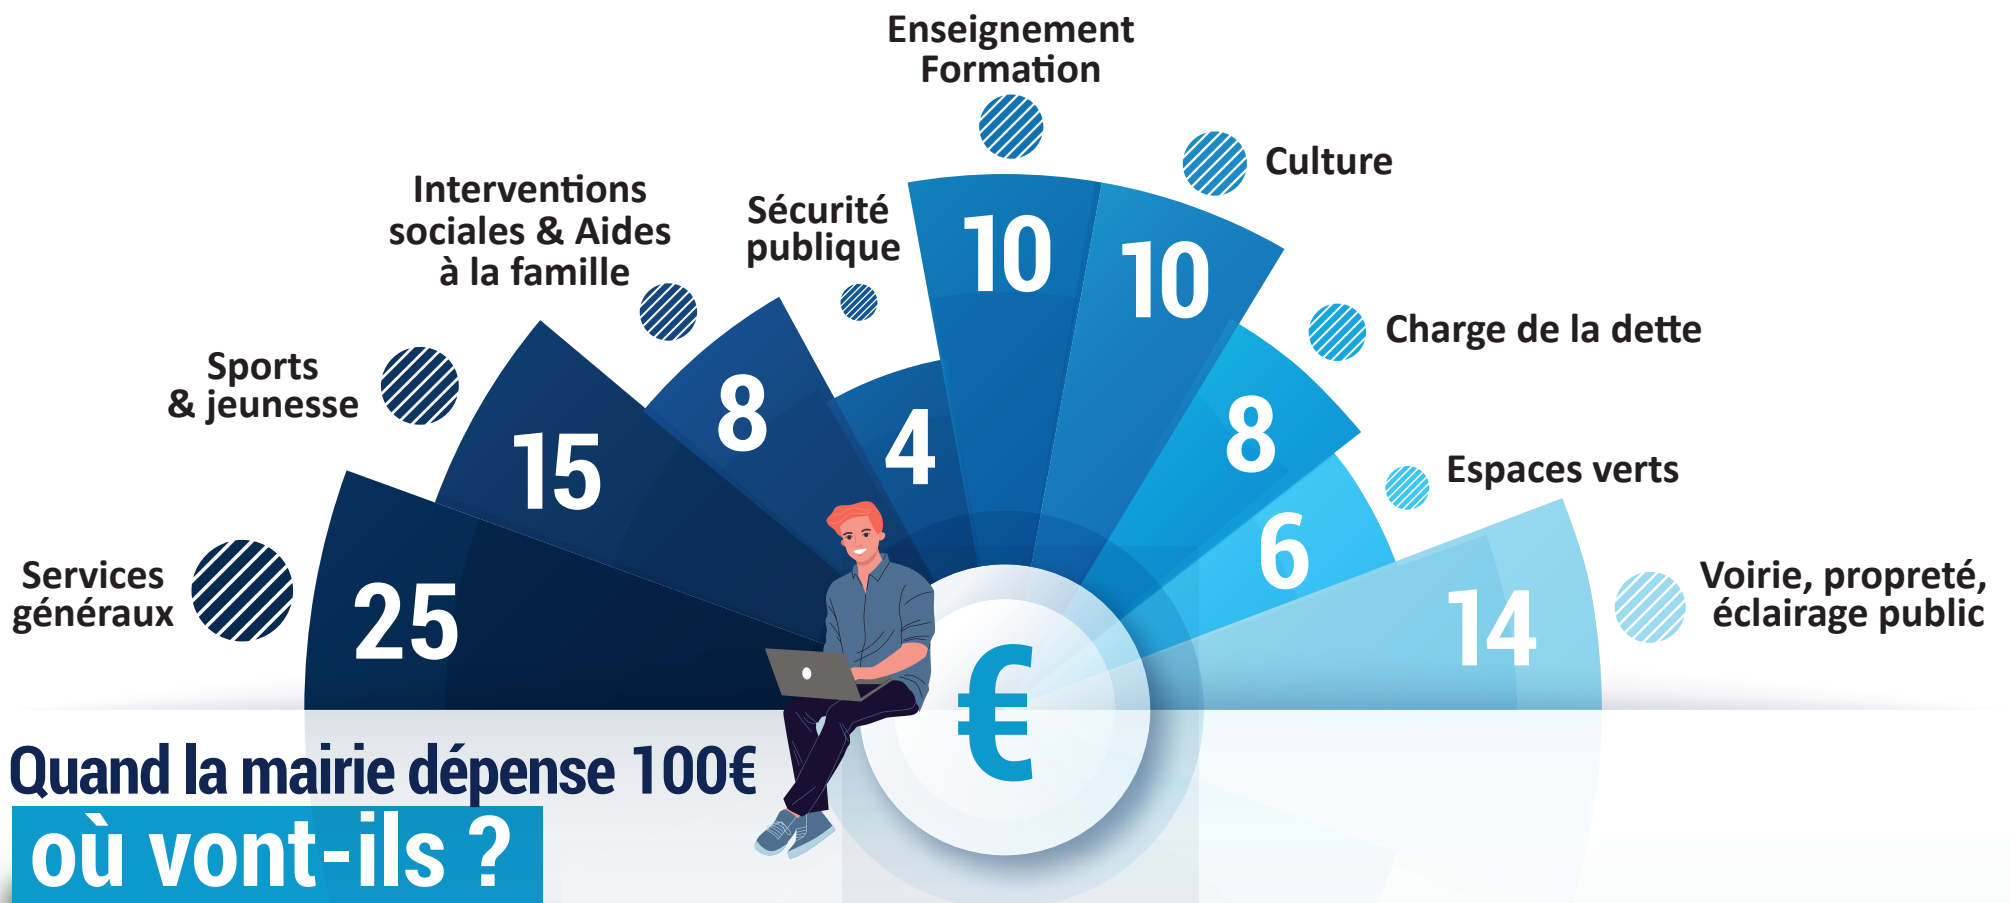 Enseignement
Formation
Culture
Interventions
sociales & Aides
à la famille
Sécurité
publique
10
10
Charge de la dette
Sports
& jeunesse
8
8
4
15
Espaces verts
6
Services
généraux
25
14
Voirie, propreté,
éclairage public
€
Quand la mairie dépense 100€
où vont-ils ?